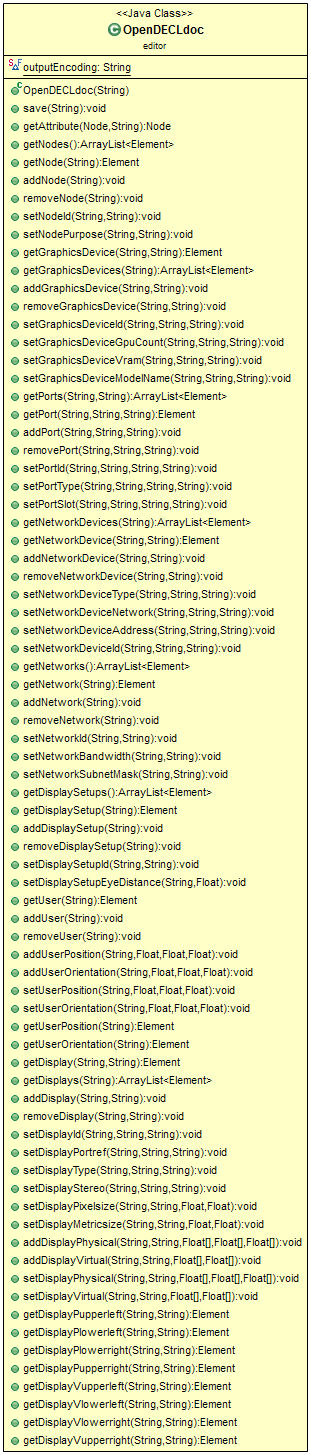 <<Java Class>>
OpenDECLdoc
editor
outputEncoding: String
OpenDECLdoc(String)
save(String):void
getAttribute(Node,String):Node
getNodes():ArrayList<Element>
getNode(String):Element
addNode(String):void
removeNode(String):void
setNodeId(String,String):void
setNodePurpose(String,String):void
getGraphicsDevice(String,String):Element
getGraphicsDevices(String):ArrayList<Element>
addGraphicsDevice(String,String):void
removeGraphicsDevice(String,String):void
setGraphicsDeviceId(String,String,String):void
setGraphicsDeviceGpuCount(String,String,String):void
setGraphicsDeviceVram(String,String,String):void
setGraphicsDeviceModelName(String,String,String):void
getPorts(String,String):ArrayList<Element>
getPort(String,String,String):Element
addPort(String,String,String):void
removePort(String,String,String):void
setPortId(String,String,String,String):void
setPortType(String,String,String,String):void
setPortSlot(String,String,String,String):void
getNetworkDevices(String):ArrayList<Element>
getNetworkDevice(String,String):Element
addNetworkDevice(String,String):void
removeNetworkDevice(String,String):void
setNetworkDeviceType(String,String,String):void
setNetworkDeviceNetwork(String,String,String):void
setNetworkDeviceAddress(String,String,String):void
setNetworkDeviceId(String,String,String):void
getNetworks():ArrayList<Element>
getNetwork(String):Element
addNetwork(String):void
removeNetwork(String):void
setNetworkId(String,String):void
setNetworkBandwidth(String,String):void
setNetworkSubnetMask(String,String):void
getDisplaySetups():ArrayList<Element>
getDisplaySetup(String):Element
addDisplaySetup(String):void
removeDisplaySetup(String):void
setDisplaySetupId(String,String):void
setDisplaySetupEyeDistance(String,Float):void
getUser(String):Element
addUser(String):void
removeUser(String):void
addUserPosition(String,Float,Float,Float):void
addUserOrientation(String,Float,Float,Float):void
setUserPosition(String,Float,Float,Float):void
setUserOrientation(String,Float,Float,Float):void
getUserPosition(String):Element
getUserOrientation(String):Element
getDisplay(String,String):Element
getDisplays(String):ArrayList<Element>
addDisplay(String,String):void
removeDisplay(String,String):void
setDisplayId(String,String,String):void
setDisplayPortref(String,String,String):void
setDisplayType(String,String,String):void
setDisplayStereo(String,String,String):void
setDisplayPixelsize(String,String,Float,Float):void
setDisplayMetricsize(String,String,Float,Float):void
addDisplayPhysical(String,String,Float[],Float[],Float[]):void
addDisplayVirtual(String,String,Float[],Float[]):void
setDisplayPhysical(String,String,Float[],Float[],Float[]):void
setDisplayVirtual(String,String,Float[],Float[]):void
getDisplayPupperleft(String,String):Element
getDisplayPlowerleft(String,String):Element
getDisplayPlowerright(String,String):Element
getDisplayPupperright(String,String):Element
getDisplayVupperleft(String,String):Element
getDisplayVlowerleft(String,String):Element
getDisplayVlowerright(String,String):Element
getDisplayVupperright(String,String):Element